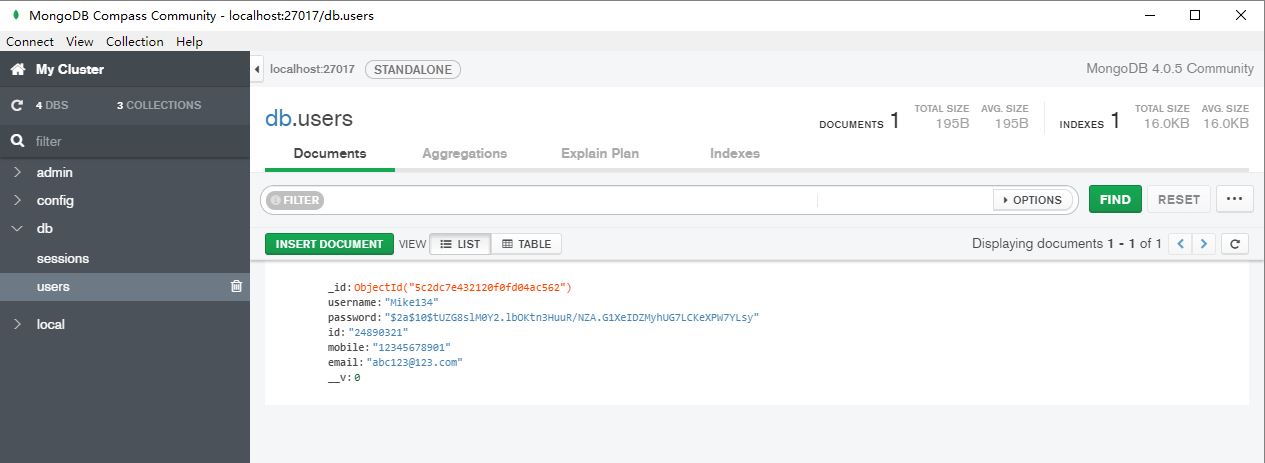 MongoDB Compass Community - localhost:27017/db.users
Connect View Collection Help
My Cluster
4 DBS 3 COLLECTIONS
filter
admin
config
db
sessions
users
local
localhost:27017 STANDALONE MongoDB 4.0.5 Community
db.users
DOCUMENTS 1 TOTAL SIZE 195B AVG. SIZE 195B INDEXES 1 TOTAL SIZE 16.0KB AVG. SIZE 16.0KB
Documents Aggregations Explain Plan Indexes
FILTER OPTIONS FIND RESET ...
INSERT DOCUMENT VIEW LIST TABLE Displaying documents 1 - 1 of 1
_id:ObjectId("5c2dc7e432120f0fd04ac562")
username:"Mike134"
password:"$2a$10$tUZG8slM0Y2.lbOKtn3HuuR/NZA.G1XeIDZMyhUG7LCKeXPW7YLsy"
id:"24890321"
mobile:"12345678901"
email:"abc123@123.com"
__v:0